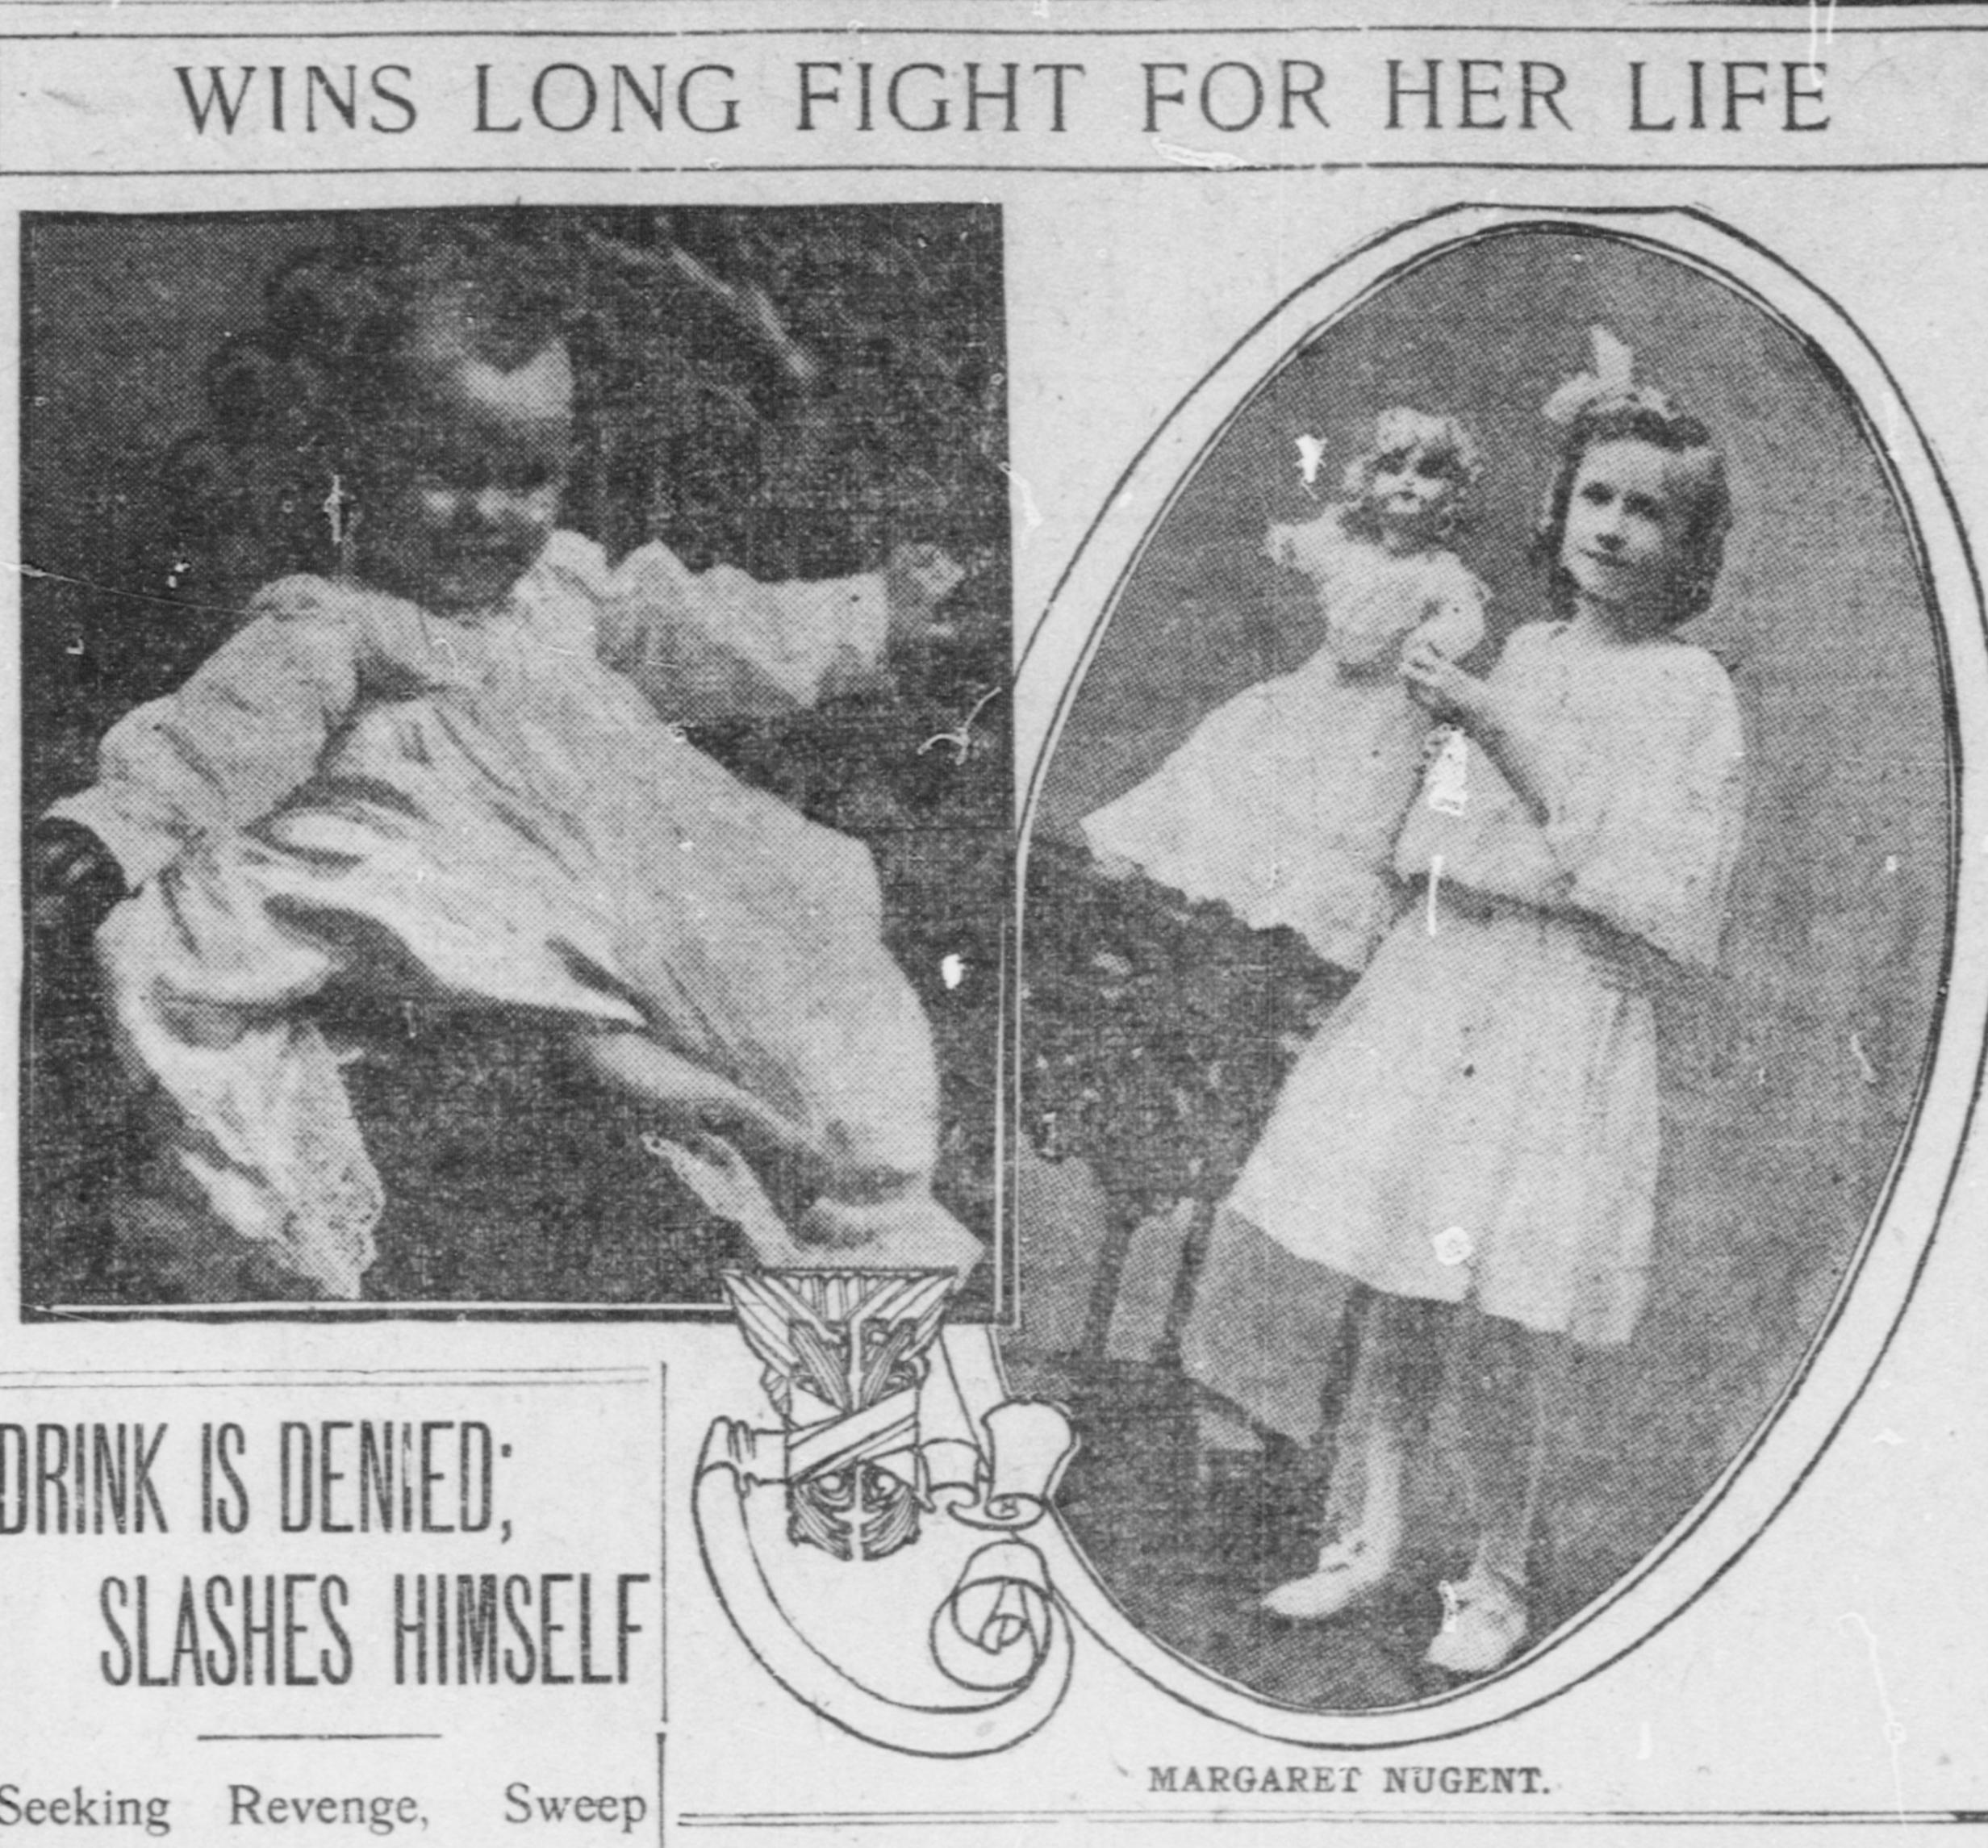 WINS LONG FIGHT FOR HER LIFE
DRINK IS DENIED;
SLASHES HIMSELF
Seeking Revenge, Sweep
MARGARET NUGENT.